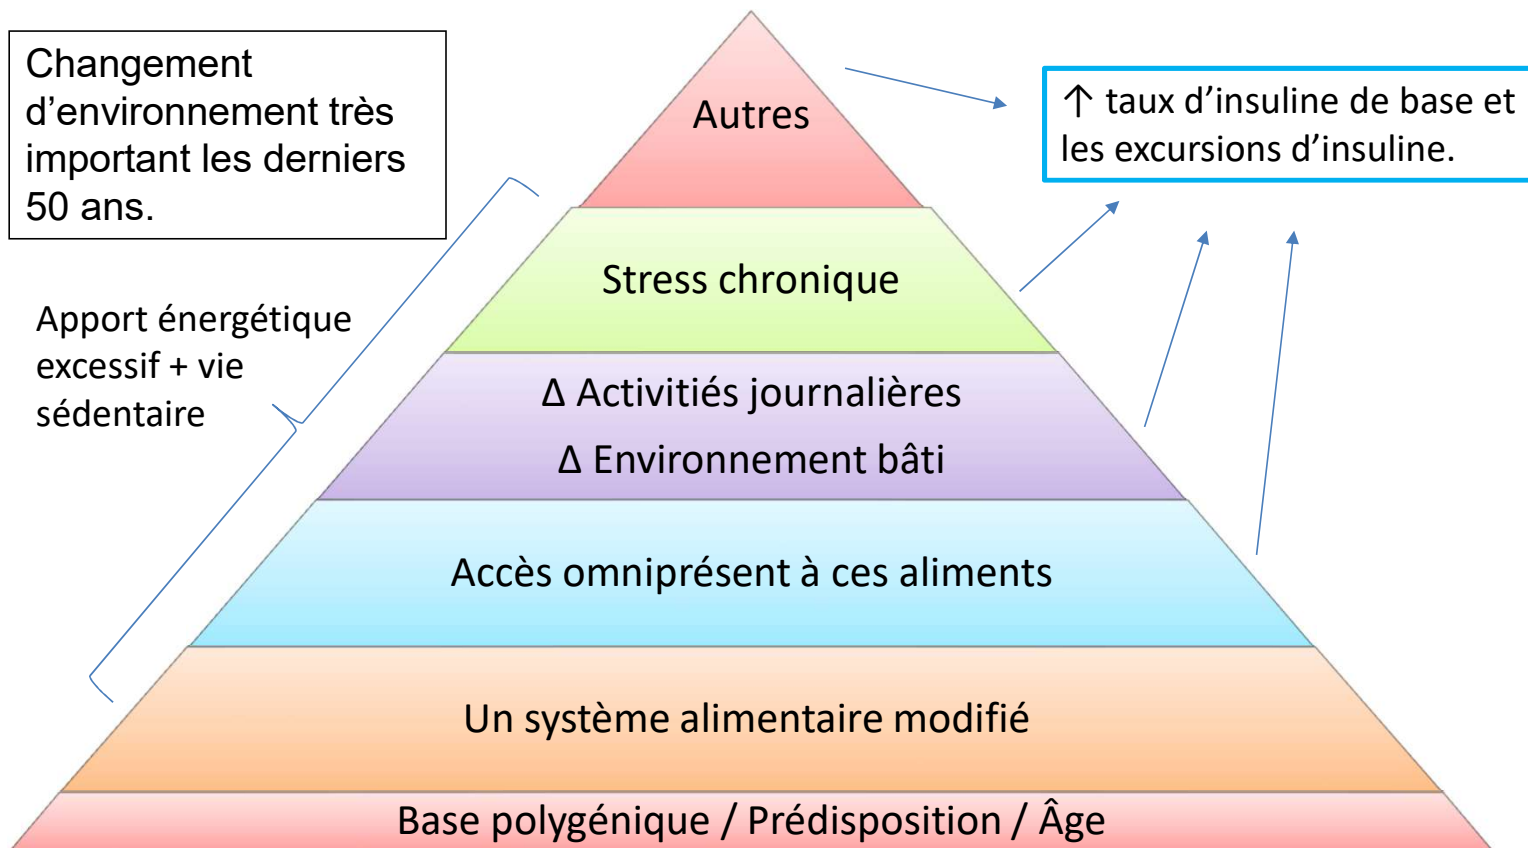 Changement
d’environnement très
important les derniers
50 ans.
Apport énergétique
excessif + vie
sédentaire
Autres
Stress chronique
Δ Activitiés journalières
Δ Environnement bâti
Accès omniprésent à ces aliments
Un système alimentaire modifié
Base polygénique / Prédisposition / Âge
↑ taux d’insuline de base et
les excursions d’insuline.